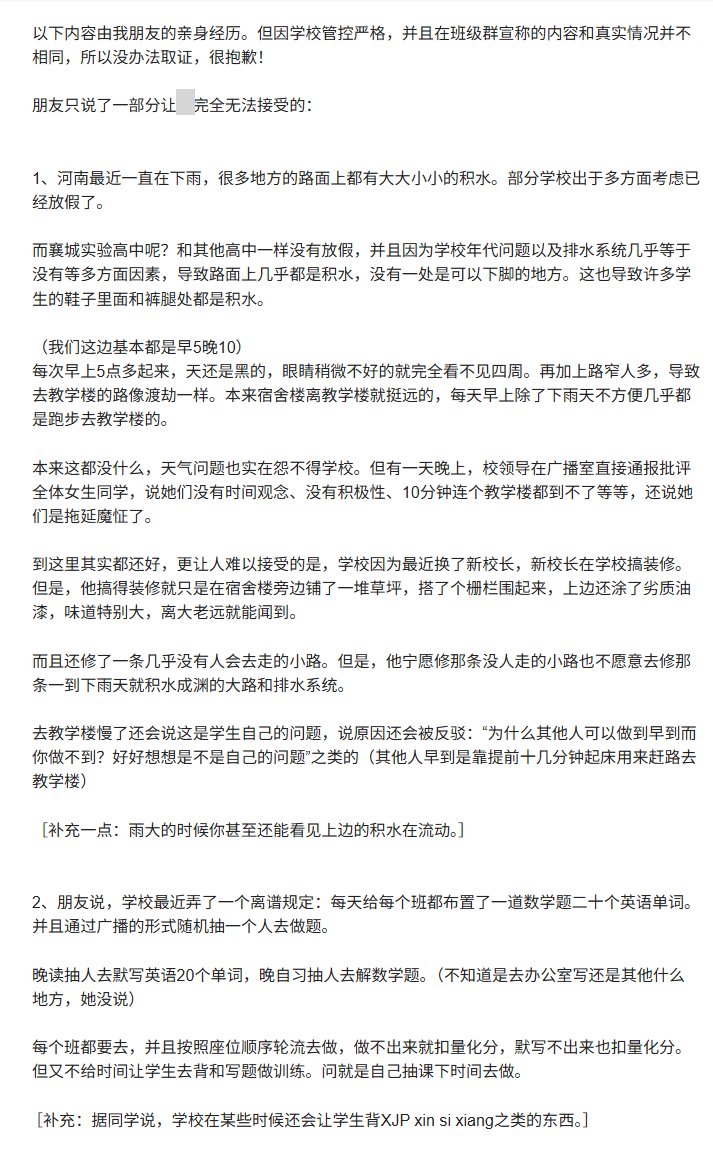 以下内容由我朋友的亲身经历。但因学校管控严格，并且在班级群宣称的内容和真实情况并不
相同，所以没办法取证，很抱歉！
朋友只说了一部分让 完全无法接受的：
1、河南最近一直在下雨，很多地方的路面上都有大大小小的积水。部分学校出于多方面考虑已
经放假了。
而襄城实验高中呢？和其他高中一样没有放假，并且因为学校年代问题以及排水系统几乎等于
没有等多方面因素，导致路面上几乎都是积水，没有一处是可以下脚的地方。这也导致许多学
生的鞋子里面和裤腿处都是积水。
（我们这边基本都是早5晚10）
每次早上5点多起来，天还是黑的，眼睛稍微不好的就完全看不见四周。再加上路窄人多，导致
去教学楼的路像渡劫一样。本来宿舍楼离教学楼就挺远的，每天早上除了下雨天不方便几乎都
是跑步去教学楼的。
本来这都没什么，天气问题也实在怨不得学校。但有一天晚上，校领导在广播室直接通报批评
全体女生同学，说她们没有时间观念、没有积极性、10分钟连个教学楼都到不了等等，还说她
们是拖延魔怔了。
到这里其实都还好，更让人难以接受的是，学校因为最近换了新校长，新校长在学校搞装修。
但是，他搞得装修就只是在宿舍楼旁边铺了一堆草坪，搭了个栅栏围起来，上边还涂了劣质油
漆，味道特别大，离大老远就能闻到。
而且还修了一条几乎没有人会去走的小路。但是，他宁愿修那条没人走的小路也不愿意去修那
条一到下雨天就积水成渊的大路和排水系统。
去教学楼慢了还会说这是学生自己的问题，说原因还会被反驳：“为什么其他人可以做到早到而
你做不到？好好想想是不是自己的问题”之类的（其他人早到是靠提前十几分钟起床用来赶路去
教学楼）
［补充一点：雨大的时候你甚至还能看见上边的积水在流动。］
2、朋友说，学校最近弄了一个离谱规定：每天给每个班都布置了一道数学题二十个英语单词。
并且通过广播的形式随机抽一个人去做题。
晚读抽人去默写英语20个单词，晚自习抽人去解数学题。（不知道是去办公室写还是其他什么
地方，她没说）
每个班都要去，并且按照座位顺序轮流去做，做不出来就扣量化分，默写不出来也扣量化分。
但又不给时间让学生去背和写题做训练。问就是自己抽课下时间去做。
［补充：据同学说，学校在某些时候还会让学生背XJP xin si xiang之类的东西。］